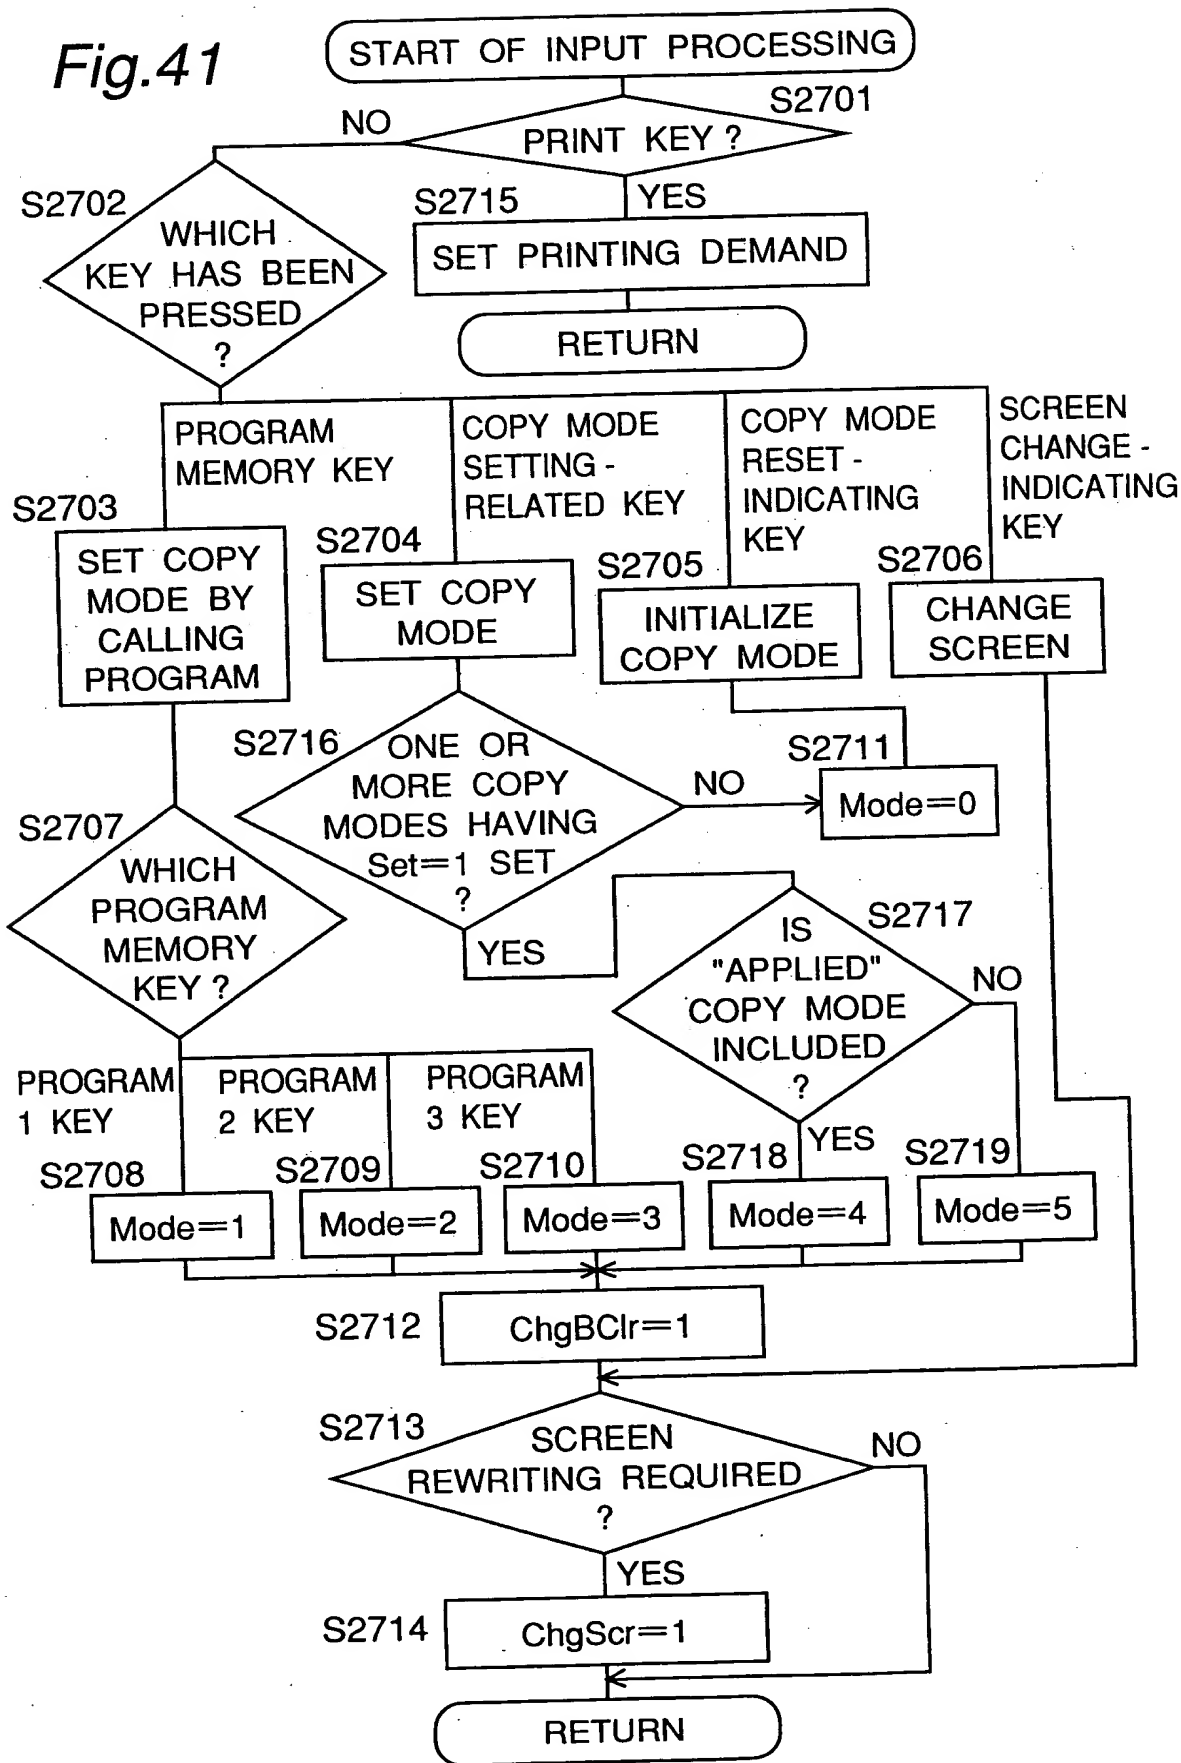 Fig.41
START OF INPUT PROCESSING
S2701
NO
PRINT KEY ?
YES
S2702
WHICH
KEY HAS BEEN
PRESSED
?
S2715
SET PRINTING DEMAND
RETURN
PROGRAM
MEMORY KEY
COPY MODE
SETTING -
RELATED KEY
COPY MODE
RESET -
INDICATING
KEY
SCREEN
CHANGE -
INDICATING
KEY
S2703
SET COPY
MODE BY
CALLING
PROGRAM
S2704
SET COPY
MODE
S2705
INITIALIZE
COPY MODE
S2706
CHANGE
SCREEN
S2716
ONE OR
MORE COPY
MODES HAVING
Set=1 SET
?
NO
YES
S2711
Mode=0
S2707
WHICH
PROGRAM
MEMORY
KEY ?
S2717
IS
"APPLIED"
COPY MODE
INCLUDED
?
NO
YES
PROGRAM
1 KEY
PROGRAM
2 KEY
PROGRAM
3 KEY
S2708
Mode=1
S2709
Mode=2
S2710
Mode=3
S2718
Mode=4
S2719
Mode=5
S2712
ChgBClr=1
S2713
SCREEN
REWRITING REQUIRED
?
NO
YES
S2714
ChgScr=1
RETURN